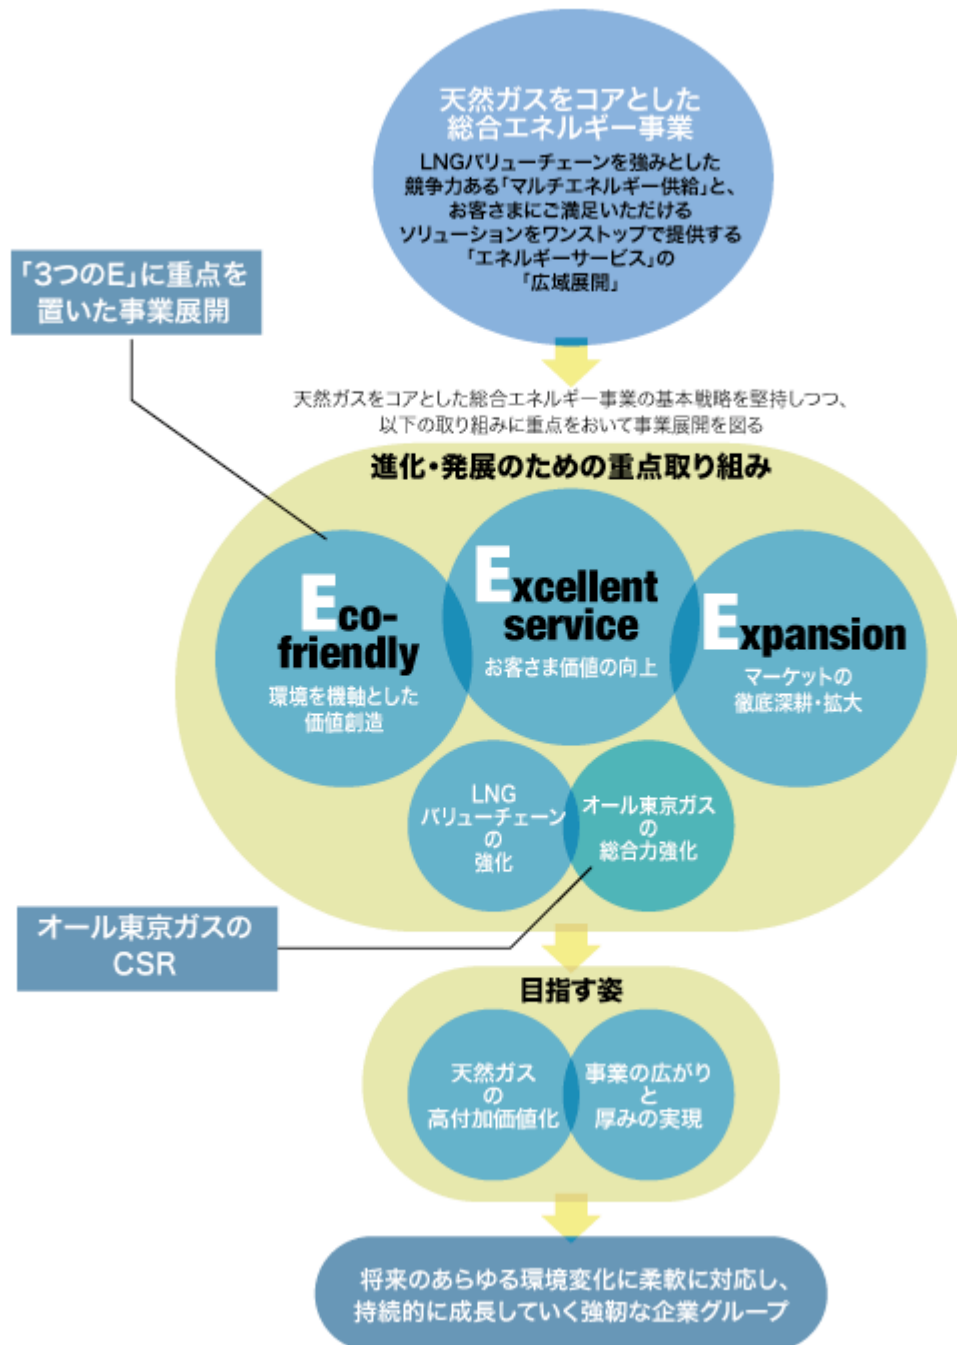 天然ガスをコアとした
総合エネルギー事業
LNGバリューチェーンを強みとした
競争力ある「マルチエネルギー供給」と、
お客さまにご満足いただける
ソリューションをワンストップで提供する
「エネルギーサービス」の
「広域展開」
「3つのE」に重点を
置いた事業展開
天然ガスをコアとした総合エネルギー事業の基本戦略を堅持しつつ、
以下の取り組みに重点をおいて事業展開を図る
進化・発展のための重点取り組み
Eco-
friendly
環境を機軸とした
価値創造
Excellent
service
お客さま価値の向上
Expansion
マーケットの
徹底深耕・拡大
LNG
バリューチェーン
の
強化
オール東京ガス
の
総合力強化
オール東京ガスの
CSR
目指す姿
天然ガス
の
高付加価値化
事業の広がり
と
厚みの実現
将来のあらゆる環境変化に柔軟に対応し、
持続的に成長していく強靭な企業グループ